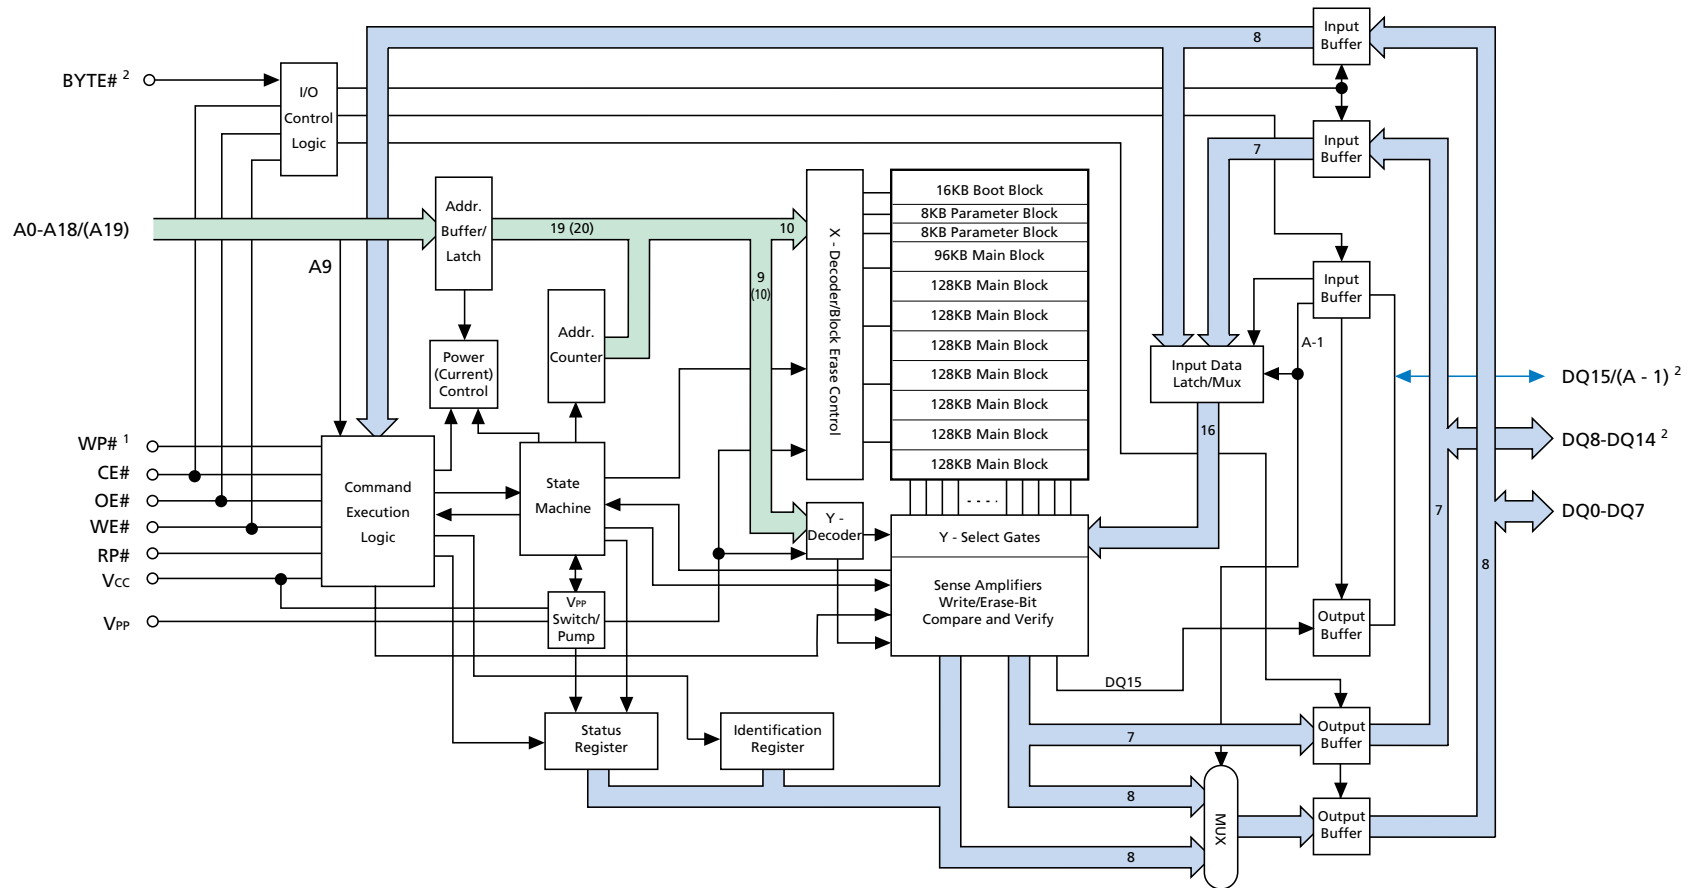 BYTE# 2
I/O
Control
Logic
8
Input
Buffer
7
Input
Buffer
A0-A18/(A19)
A9
Addr.
Buffer/
Latch
19 (20)
10
9
(10)
X - Decoder/Block Erase Control
16KB Boot Block
8KB Parameter Block
8KB Parameter Block
96KB Main Block
128KB Main Block
128KB Main Block
128KB Main Block
128KB Main Block
128KB Main Block
128KB Main Block
128KB Main Block
Input
Buffer
A-1
Addr.
Counter
Power
(Current)
Control
Input Data
Latch/Mux
16
DQ15/(A - 1) 2
DQ8-DQ14 2
DQ0-DQ7
7
8
WP# 1
CE#
OE#
WE#
RP#
VCC
VPP
Command
Execution
Logic
State
Machine
VPP
Switch/
Pump
Y -
Decoder
Y - Select Gates
Sense Amplifiers
Write/Erase-Bit
Compare and Verify
Output
Buffer
DQ15
Status
Register
Identification
Register
7
Output
Buffer
8
MUX
Output
Buffer
8